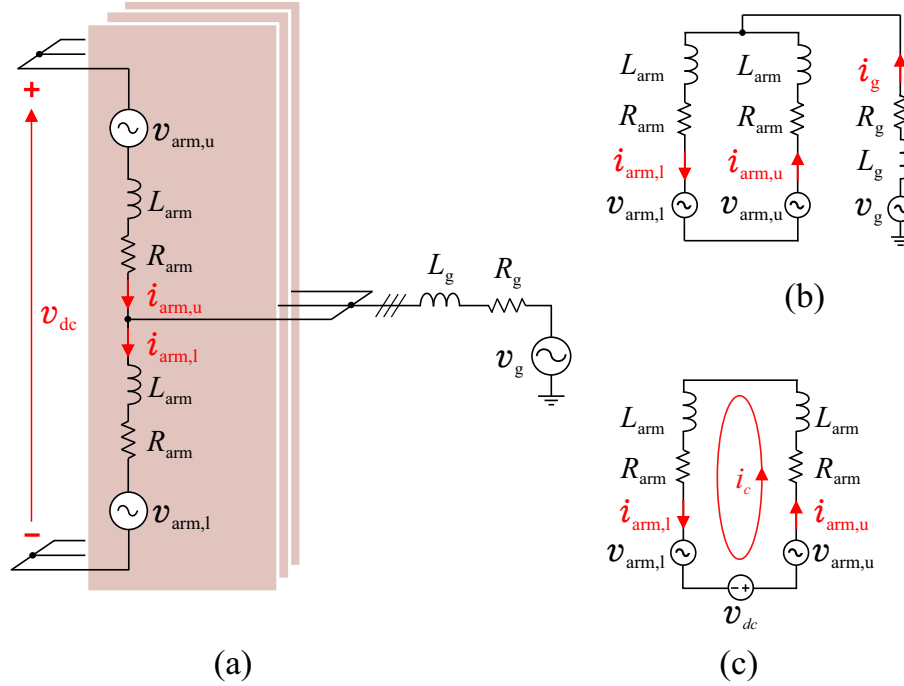 +
v_arm,u
L_arm
R_arm
i_arm,u
v_dc
i_arm,l
L_arm
R_arm
v_arm,l
−
L_g
R_g
v_g
(a)
L_arm
L_arm
R_arm
R_arm
i_arm,l
i_arm,u
v_arm,l
v_arm,u
i_g
R_g
L_g
v_g
(b)
L_arm
L_arm
R_arm
R_arm
i_c
i_arm,l
i_arm,u
v_arm,l
v_arm,u
- +
v_dc
(c)